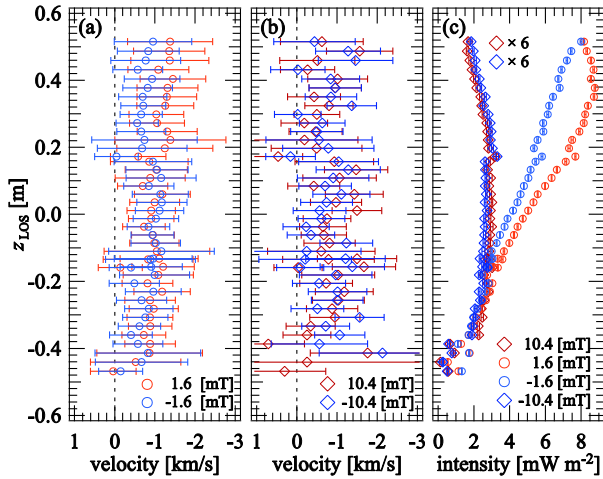 (a) (b) (c)
× 6
× 6
0.6
0.4
0.2
0.0
-0.2
-0.4
-0.6
z LOS [m]
1.6 [mT]
-1.6 [mT]
10.4 [mT]
-10.4 [mT]
10.4 [mT]
1.6 [mT]
-1.6 [mT]
-10.4 [mT]
1 0 -1 -2 -3 1 0 -1 -2 -3 0 2 4 6 8 10
velocity [km/s] velocity [km/s] intensity [mW m-2]